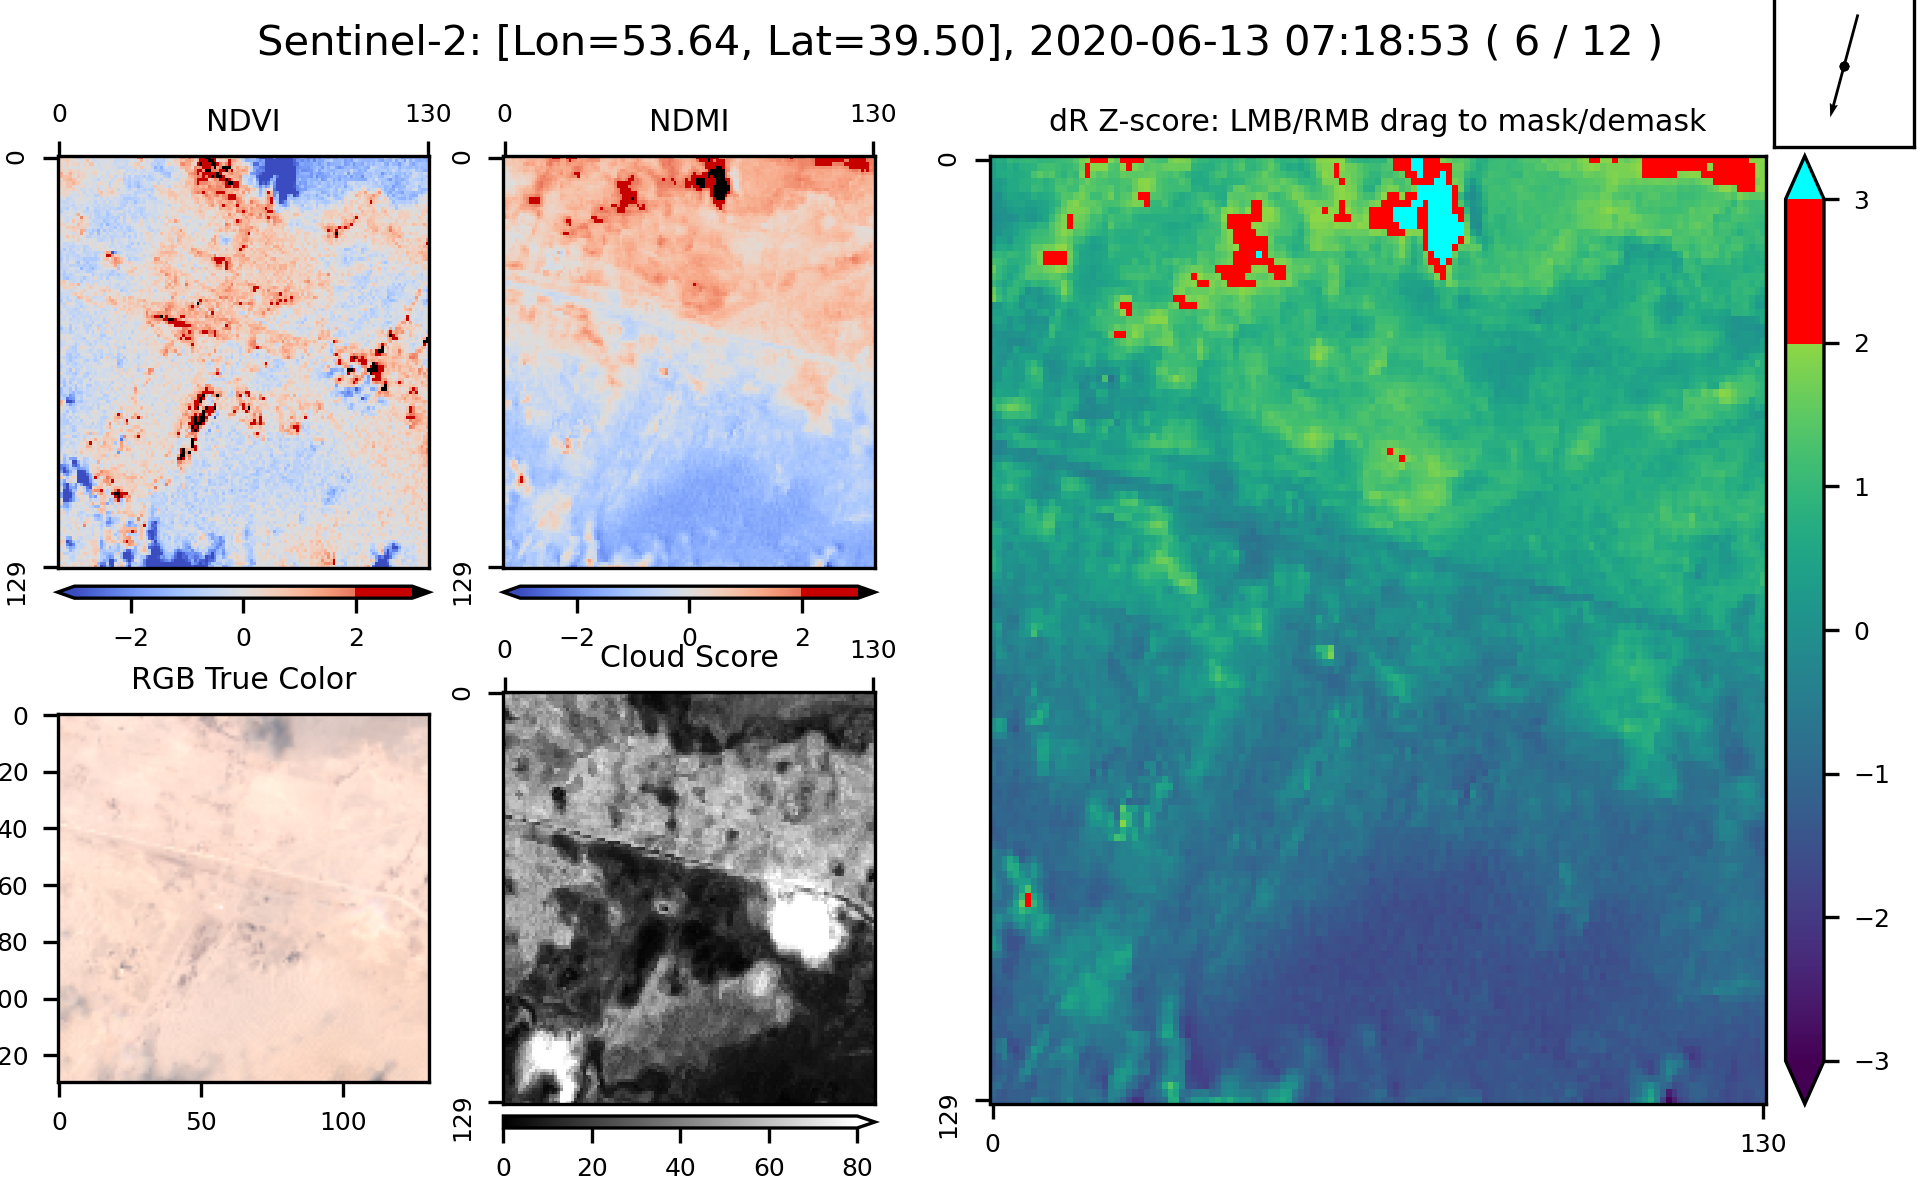 Sentinel-2: [Lon=53.64, Lat=39.50], 2020-06-13 07:18:53 ( 6 / 12 )
NDVI
0 130
0
129
−2 0 2
NDMI
0 130
0
129
−2 0 2
dR Z-score: LMB/RMB drag to mask/demask
0
129
0 130
3
2
1
0
−1
−2
−3
RGB True Color
0
20
40
60
80
00
20
0 50 100
Cloud Score
0 130
0
129
0 20 40 60 80